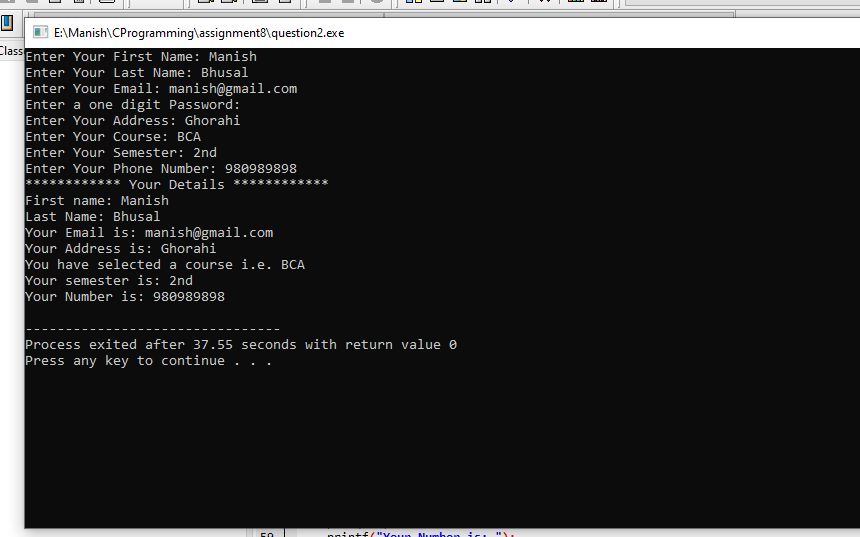 E:\Manish\CProgramming\assignment8\question2.exe
Class
Enter Your First Name: Manish
Enter Your Last Name: Bhusal
Enter Your Email: manish@gmail.com
Enter a one digit Password:
Enter Your Address: Ghorahi
Enter Your Course: BCA
Enter Your Semester: 2nd
Enter Your Phone Number: 980989898
************ Your Details ************
First name: Manish
Last Name: Bhusal
Your Email is: manish@gmail.com
Your Address is: Ghorahi
You have selected a course i.e. BCA
Your semester is: 2nd
Your Number is: 980989898
--------------------------------
Process exited after 37.55 seconds with return value 0
Press any key to continue . . .
59 printf("Your Number is: ");